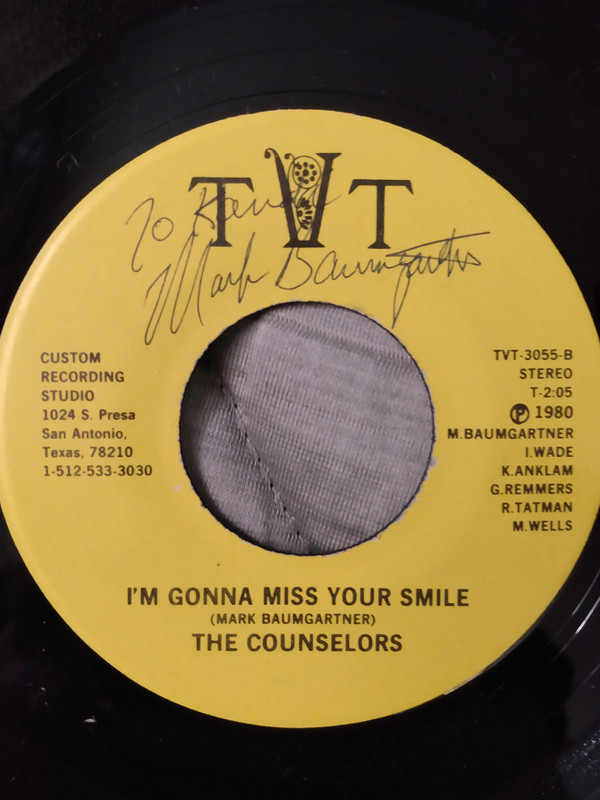 TVT
To
Mark Baumgartner
CUSTOM
RECORDING
STUDIO
1024 S. Presa
San Antonio,
Texas, 78210
1-512-533-3030
TVT-3055-B
STEREO
T-2:05
Ⓟ 1980
M.BAUMGARTNER
I.WADE
K.ANKLAM
G.REMMERS
R.TATMAN
M.WELLS
I'M GONNA MISS YOUR SMILE
(MARK BAUMGARTNER)
THE COUNSELORS